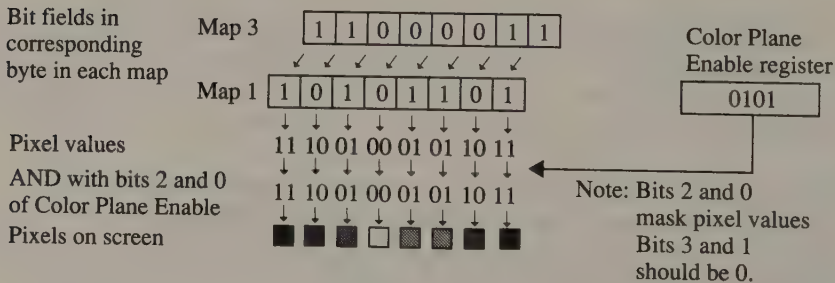 Bit fields in
corresponding
byte in each map
Map 3 1 1 0 0 0 0 1 1
Map 1 1 0 1 0 1 1 0 1
Color Plane
Enable register
0101
Pixel values 11 10 01 00 01 01 10 11
AND with bits 2 and 0
of Color Plane Enable 11 10 01 00 01 01 10 11
Pixels on screen
Note: Bits 2 and 0
mask pixel values
Bits 3 and 1
should be 0.